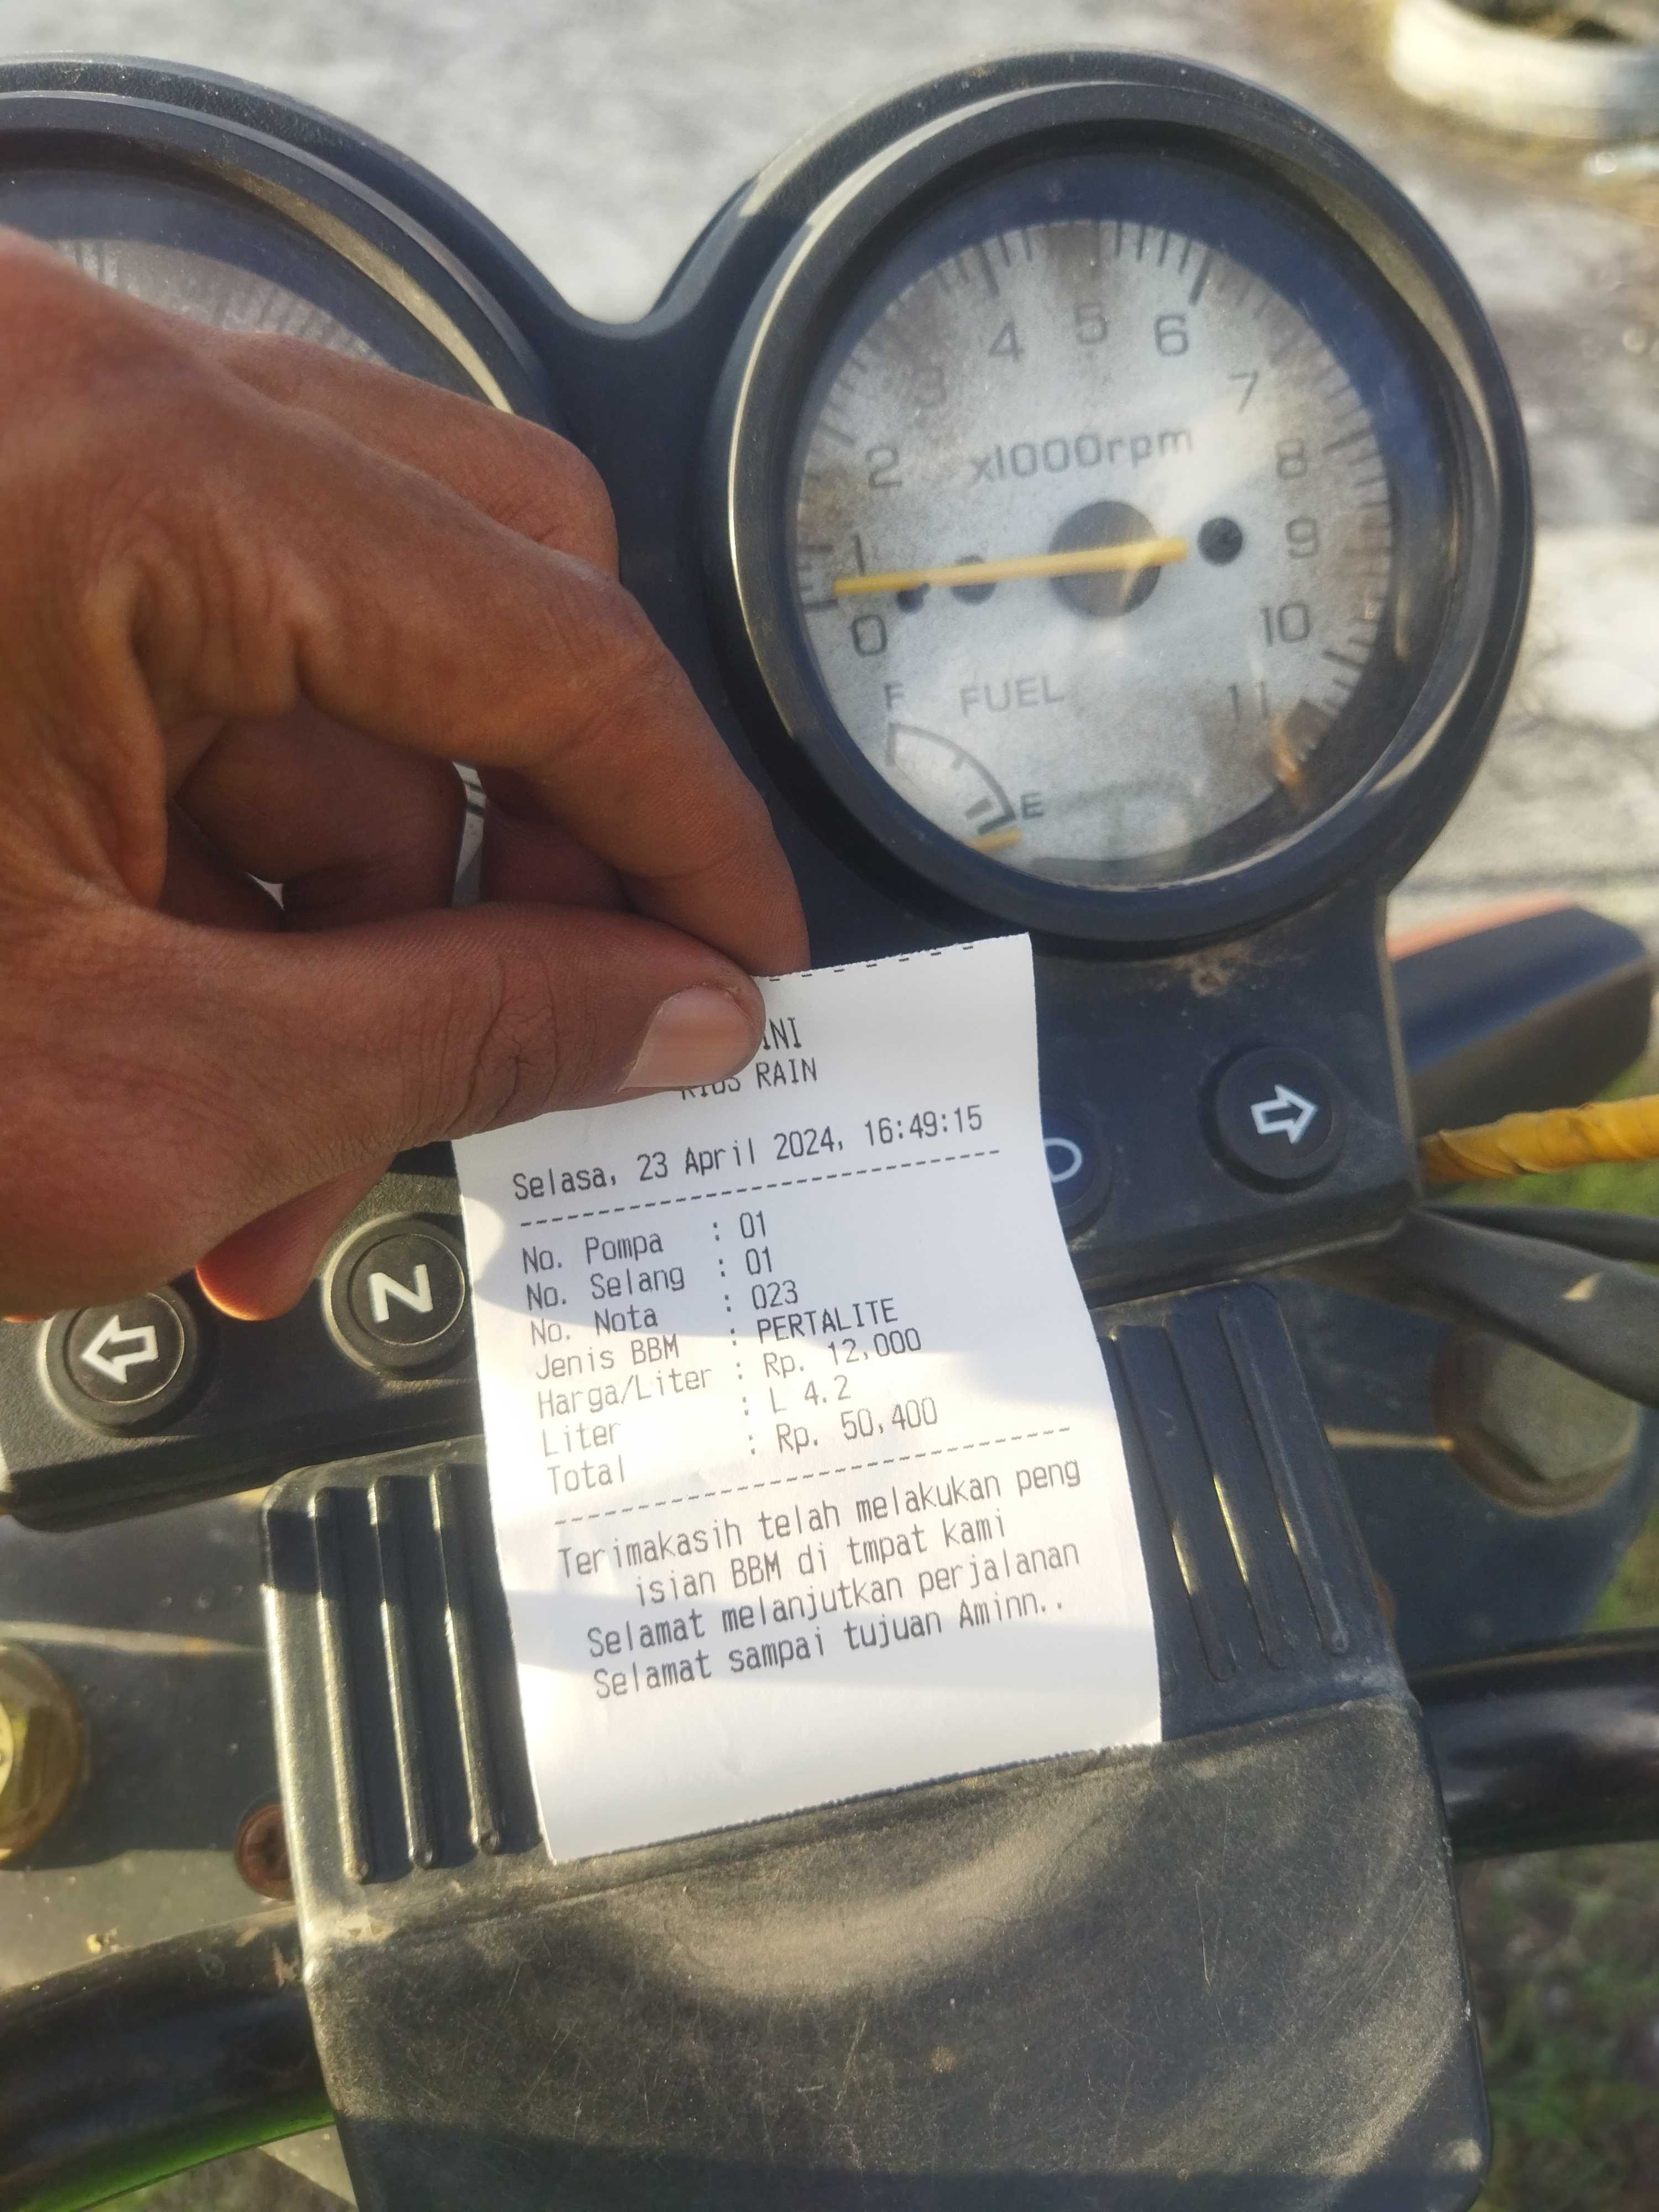 4 5 6
3 7
2 x1000rpm 8
1 9
0 10
F FUEL 11
E
RAIN
Selasa, 23 April 2024, 16:49:15
No. Pompa : 01
No. Selang : 01
No. Nota : 023
Jenis BBM : PERTALITE
Harga/Liter : Rp. 12,000
Liter : L 4.2
Total : Rp. 50,400
Terimakasih telah melakukan peng
isian BBM di tmpat kami
Selamat melanjutkan perjalanan
Selamat sampai tujuan Aminn..
N